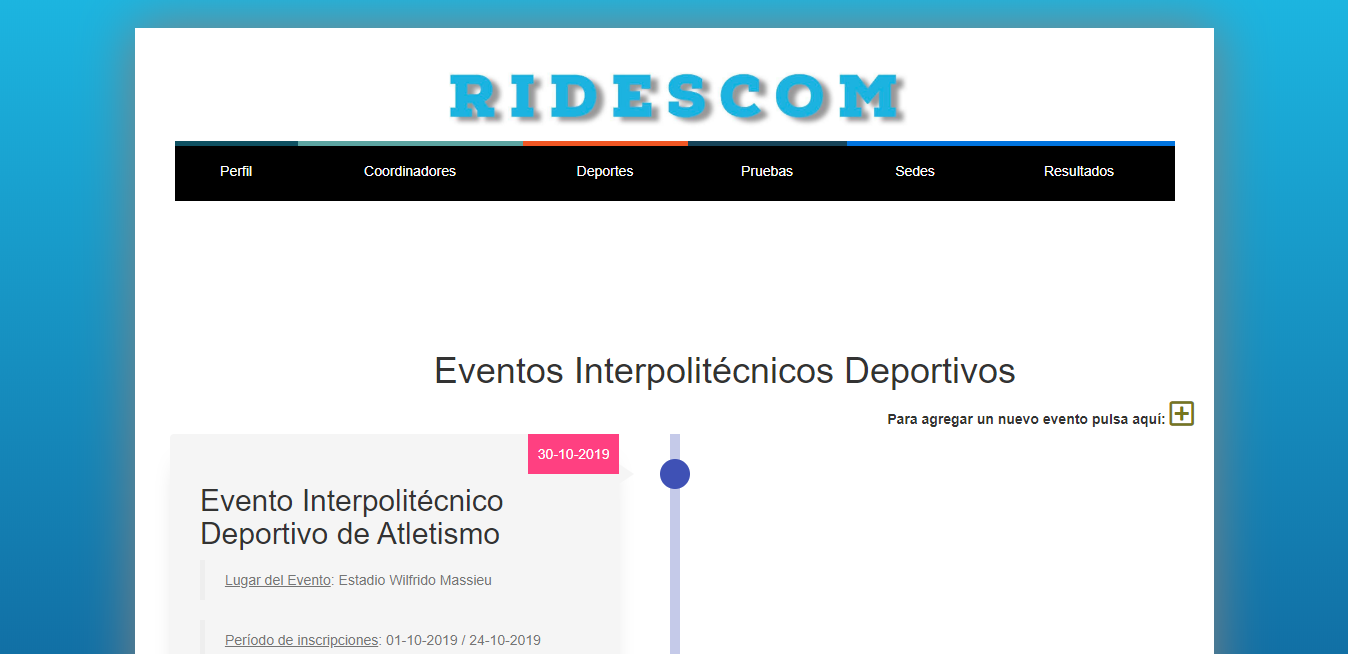 RIDESCOM
Perfil Coordinadores Deportes Pruebas Sedes Resultados
Eventos Interpolitécnicos Deportivos
Para agregar un nuevo evento pulsa aquí:
30-10-2019
Evento Interpolitécnico
Deportivo de Atletismo
Lugar del Evento: Estadio Wilfrido Massieu
Período de inscripciones: 01-10-2019 / 24-10-2019